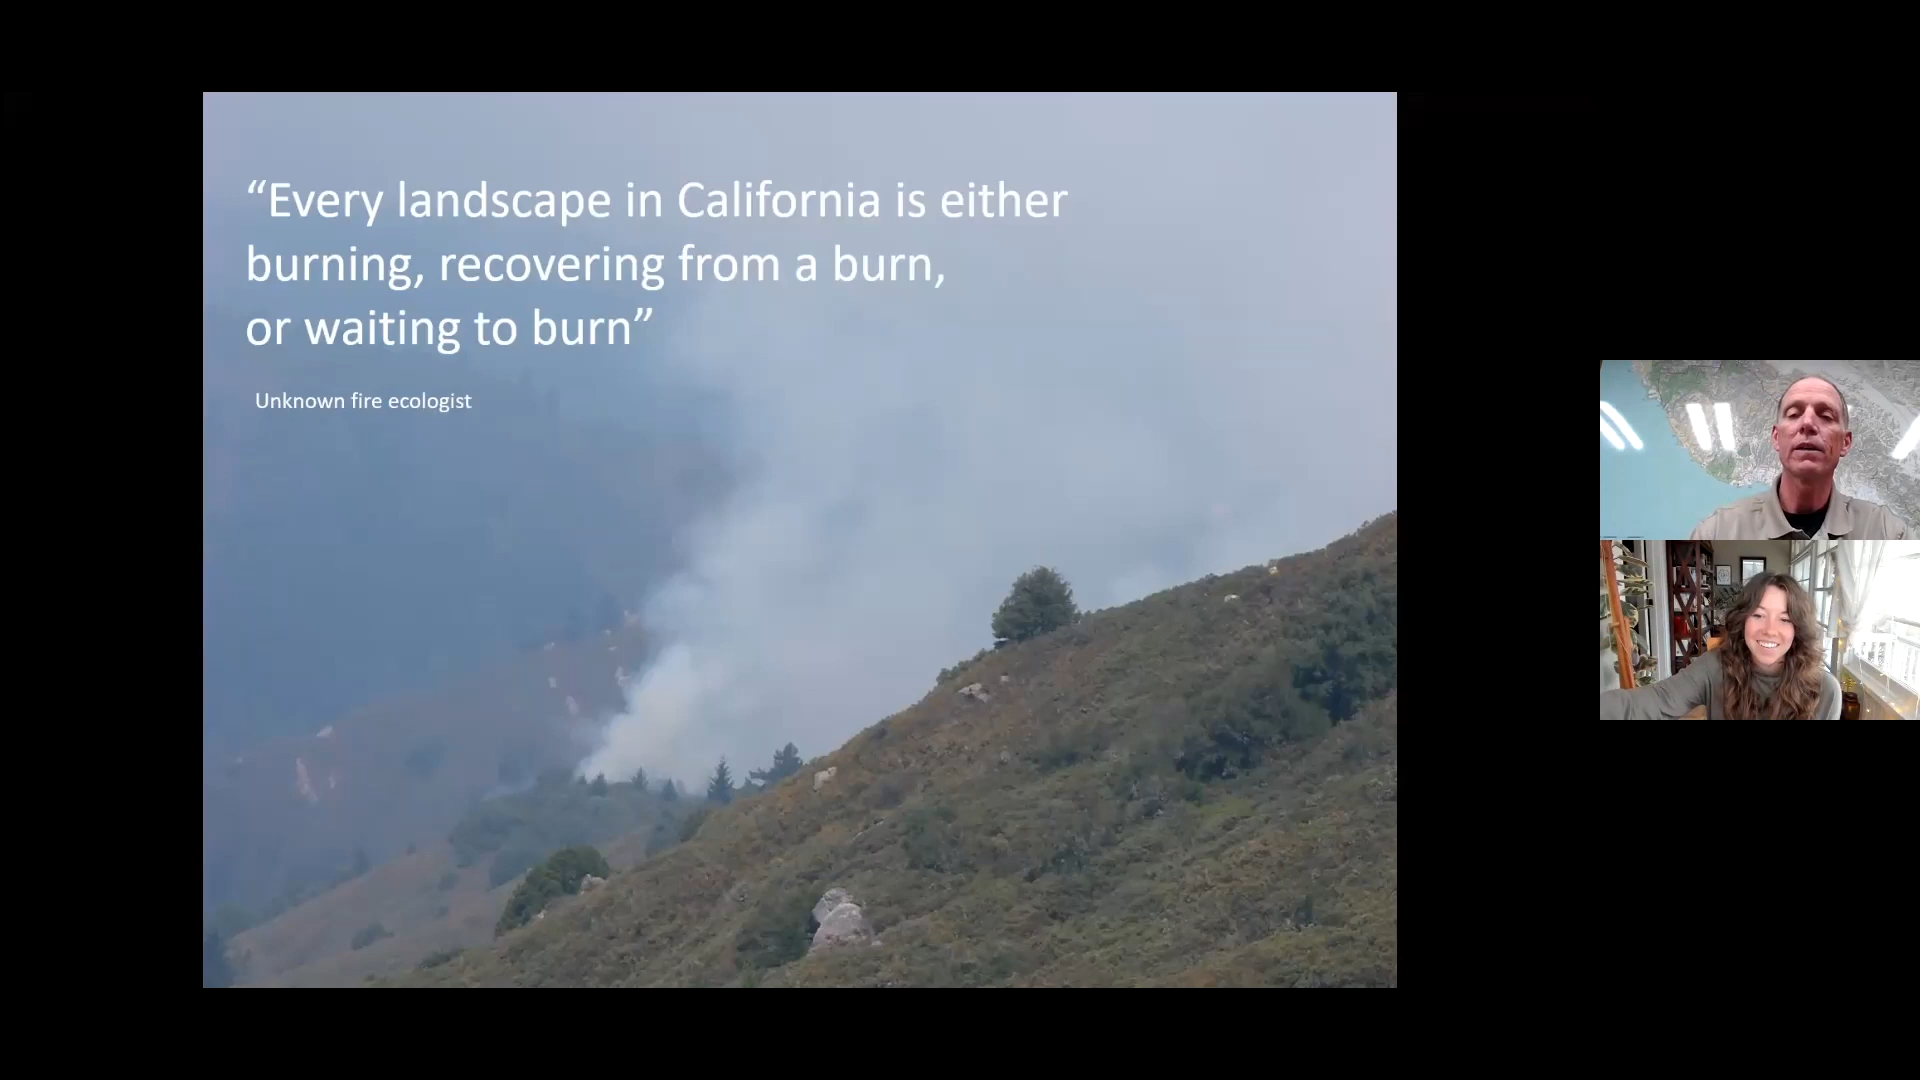 “Every landscape in California is either
burning, recovering from a burn,
or waiting to burn”
Unknown fire ecologist